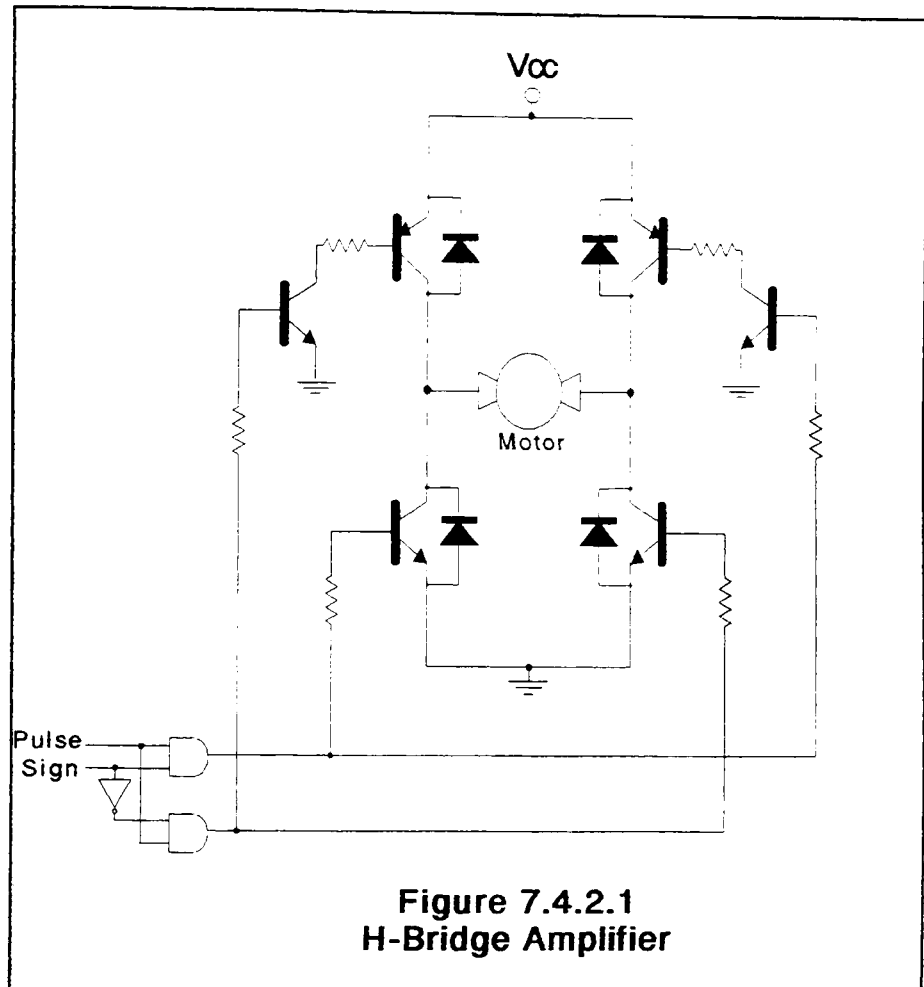 Vcc
Motor
Pulse
Sign
Figure 7.4.2.1
H-Bridge Amplifier